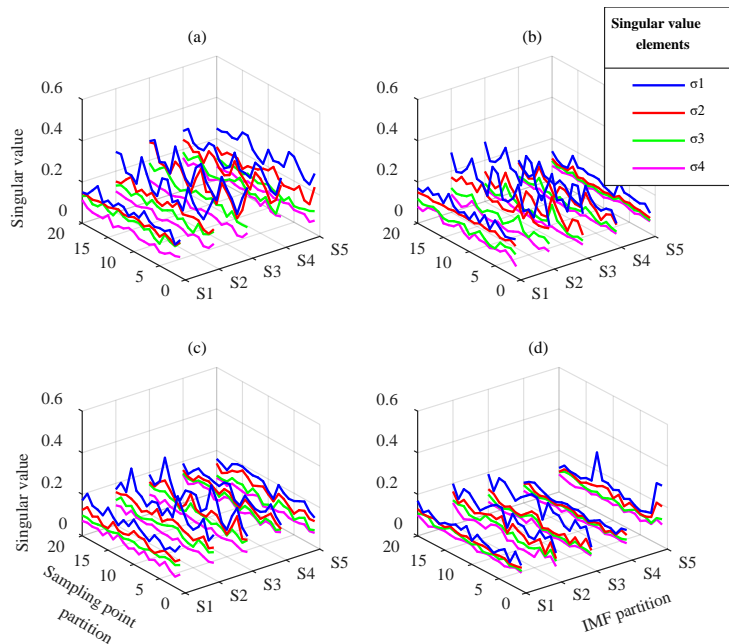 (a)
(b)
Singular value
elements
σ1
σ2
σ3
σ4
0.6
0.4
0.2
0
Singular value
20
15
10
5
0
S1
S2
S3
S4
S5
0.6
0.4
0.2
0
20
15
10
5
0
S1
S2
S3
S4
S5
(c)
(d)
0.6
0.4
0.2
0
Singular value
20
15
10
5
0
Sampling point
partition
S1
S2
S3
S4
S5
0.6
0.4
0.2
0
20
15
10
5
0
S1
S2
S3
S4
S5
IMF partition